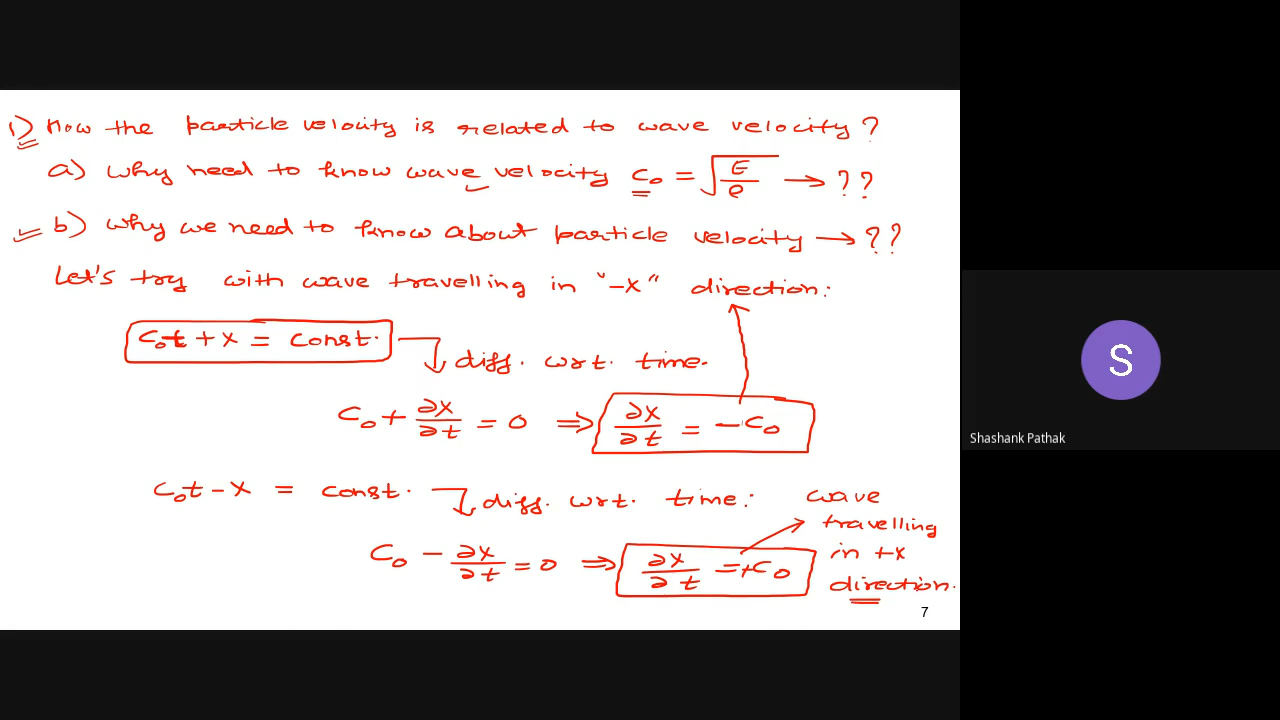 1) How the particle velocity is related to wave velocity?
a) why need to know wave velocity C₀ = √(E/ρ) → ??
b) why we need to know about particle velocity → ??
Let's try with wave travelling in "-x" direction:
C₀t + x = const.
diff. wrt. time.
C₀ + ∂x/∂t = 0 ⇒ ∂x/∂t = -C₀
C₀t - x = const.
diff. wrt. time:
C₀ - ∂x/∂t = 0 ⇒ ∂x/∂t = +C₀
wave
travelling
in +x
direction.
7
S
Shashank Pathak